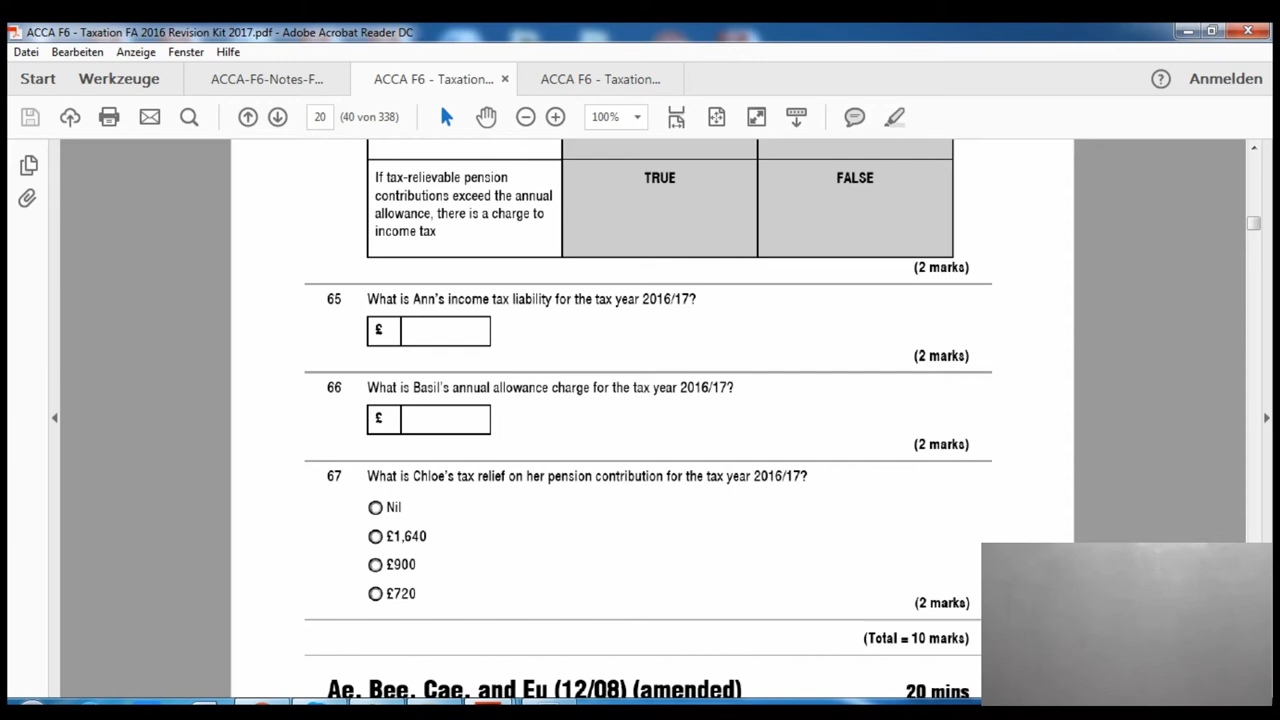 ACCA F6 - Taxation FA 2016 Revision Kit 2017.pdf - Adobe Acrobat Reader DC
Datei Bearbeiten Anzeige Fenster Hilfe
Start Werkzeuge ACCA-F6-Notes-F... ACCA F6 - Taxation... × ACCA F6 - Taxation... Anmelden
20 (40 von 338) 100%
If tax-relievable pension
contributions exceed the annual
allowance, there is a charge to
income tax
TRUE FALSE
(2 marks)
65 What is Ann's income tax liability for the tax year 2016/17?
£
(2 marks)
66 What is Basil's annual allowance charge for the tax year 2016/17?
£
(2 marks)
67 What is Chloe's tax relief on her pension contribution for the tax year 2016/17?
Nil
£1,640
£900
£720
(2 marks)
(Total = 10 marks)
Ae, Bee, Cae, and Eu (12/08) (amended) 20 mins